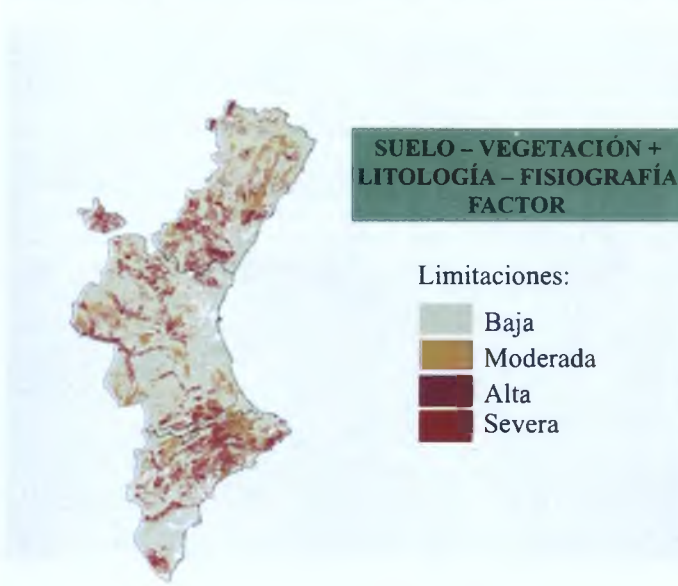 SUELO – VEGETACIÓN +
LITOLOGÍA – FISIOGRAFÍA
FACTOR
Limitaciones:
Baja
Moderada
Alta
Severa